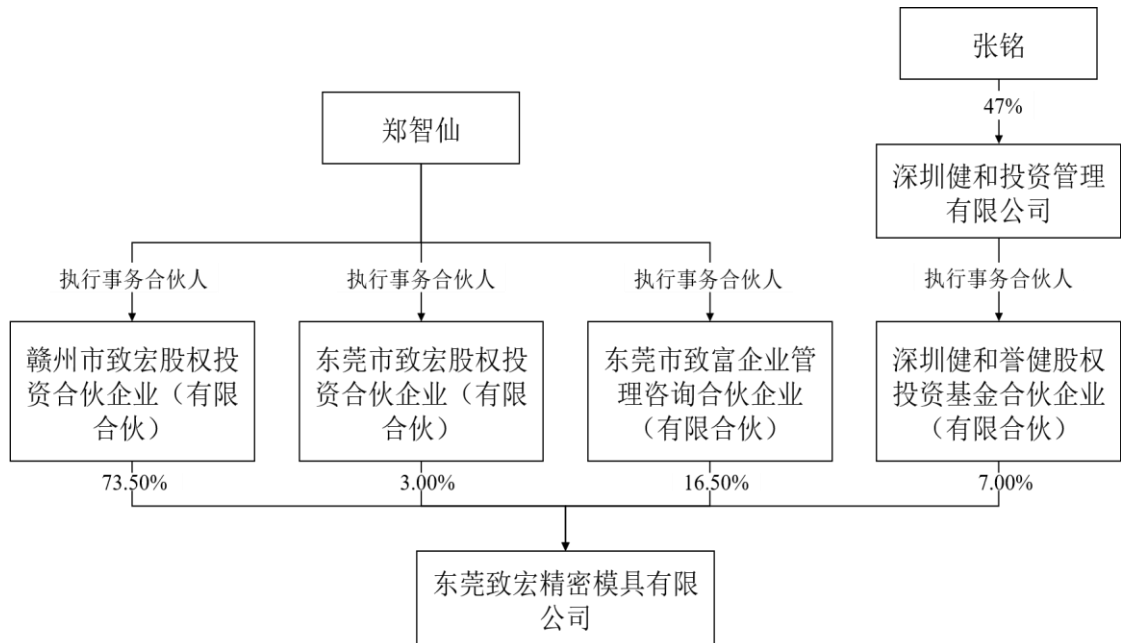 张铭
47%
郑智仙
深圳健和投资管理
有限公司
执行事务合伙人
执行事务合伙人
执行事务合伙人
执行事务合伙人
赣州市致宏股权投
资合伙企业（有限
合伙）
东莞市致宏股权投
资合伙企业（有限
合伙）
东莞市致富企业管
理咨询合伙企业
（有限合伙）
深圳健和誉健股权
投资基金合伙企业
（有限合伙）
73.50%
3.00%
16.50%
7.00%
东莞致宏精密模具有限
公司